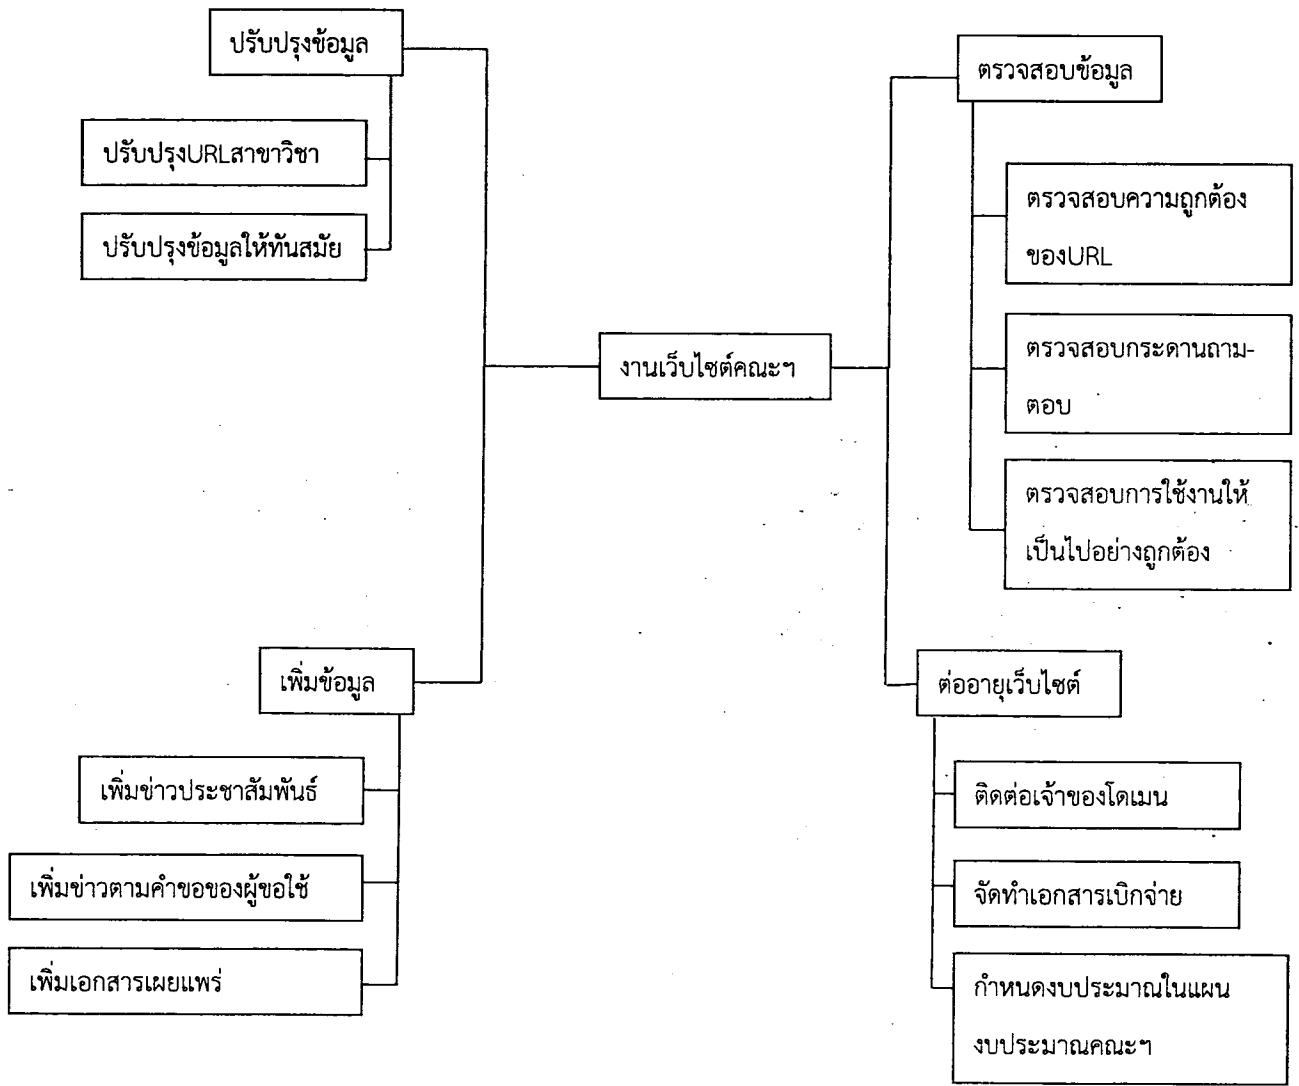 ปรับปรุงข้อมูล
ปรับปรุงURLสาขาวิชา
ปรับปรุงข้อมูลให้ทันสมัย
ตรวจสอบข้อมูล
ตรวจสอบความถูกต้อง
ของURL
ตรวจสอบกระดานถาม-
ตอบ
ตรวจสอบการใช้งานให้
เป็นไปอย่างถูกต้อง
งานเว็บไซต์คณะฯ
เพิ่มข้อมูล
เพิ่มข่าวประชาสัมพันธ์
เพิ่มข่าวตามคำขอของผู้ขอใช้
เพิ่มเอกสารเผยแพร่
ต่ออายุเว็บไซต์
ติดต่อเจ้าของโดเมน
จัดทำเอกสารเบิกจ่าย
กำหนดงบประมาณในแผน
งบประมาณคณะฯ